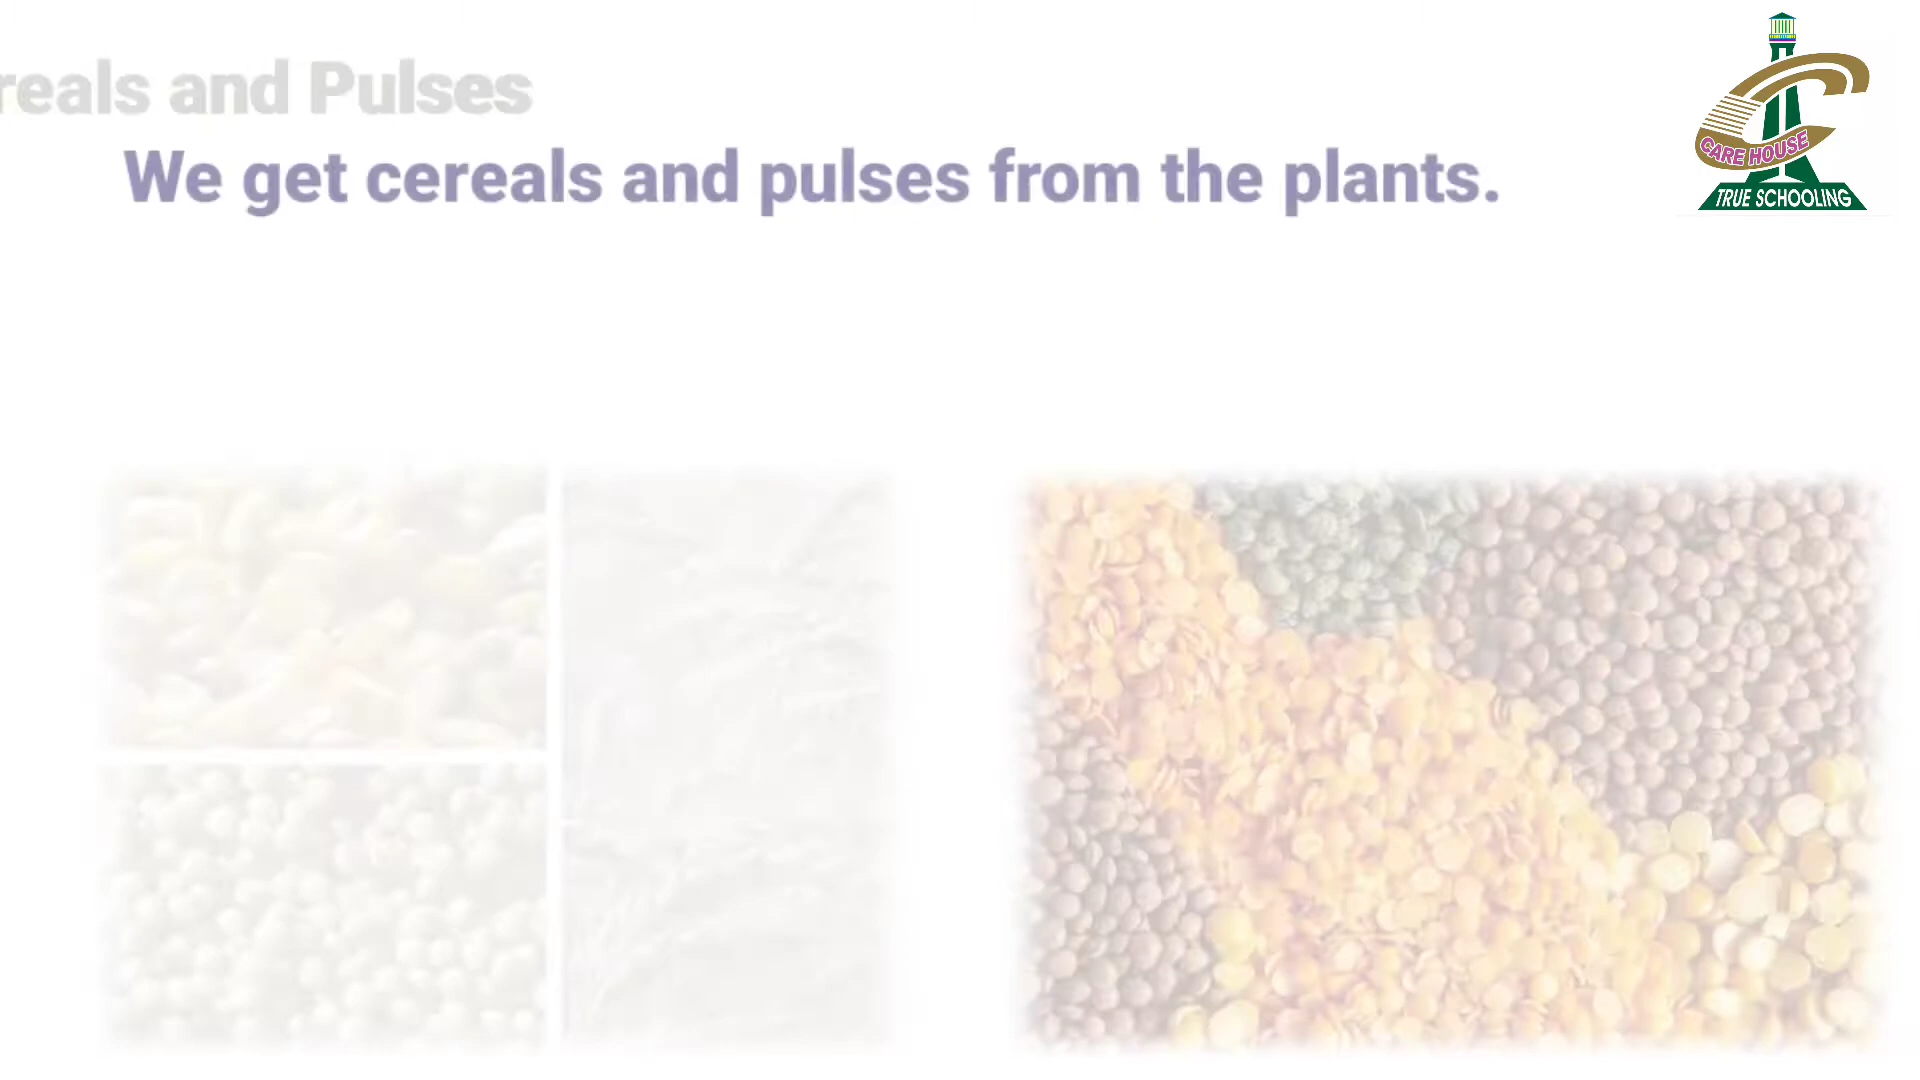 reals and Pulses
We get cereals and pulses from the plants.
CARE HOUSE
TRUE SCHOOLING